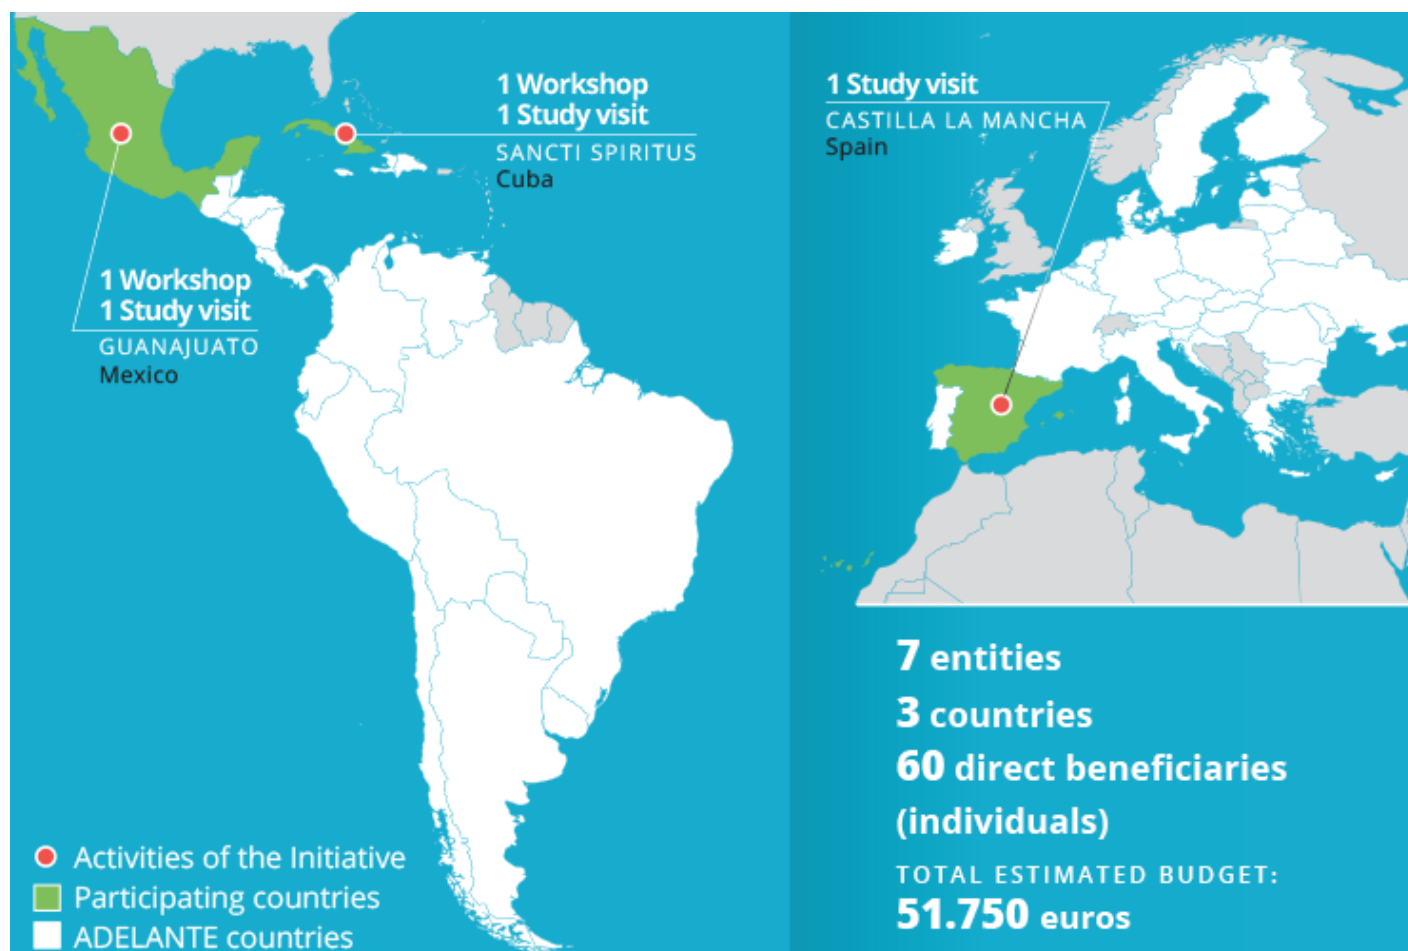 1 Workshop
1 Study visit
SANCTI SPIRITUS
Cuba
1 Workshop
1 Study visit
GUANAJUATO
Mexico
Activities of the Initiative
Participating countries
ADELANTE countries
1 Study visit
CASTILLA LA MANCHA
Spain
7 entities
3 countries
60 direct beneficiaries
(individuals)
TOTAL ESTIMATED BUDGET:
51.750 euros